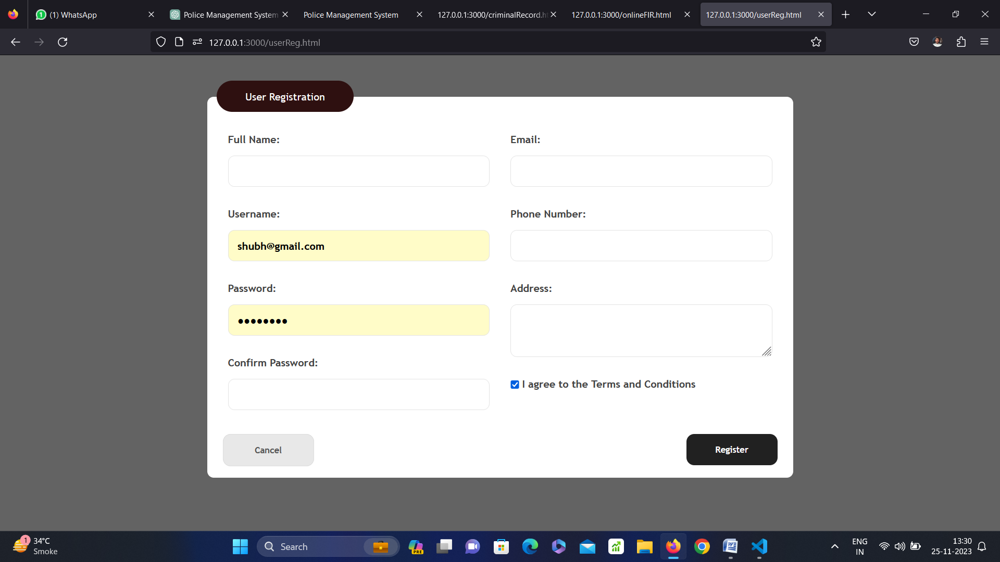 (1) WhatsApp
Police Management System
Police Management System
127.0.0.1:3000/criminalRecord.h
127.0.0.1:3000/onlineFIR.html
127.0.0.1:3000/userReg.html
127.0.0.1:3000/userReg.html
User Registration
Full Name:
Email:
Username:
Phone Number:
shubh@gmail.com
Password:
Address:
●●●●●●●●
Confirm Password:
I agree to the Terms and Conditions
Cancel
Register
1
34°C
Smoke
Search
PRE
ENG
IN
13:30
25-11-2023